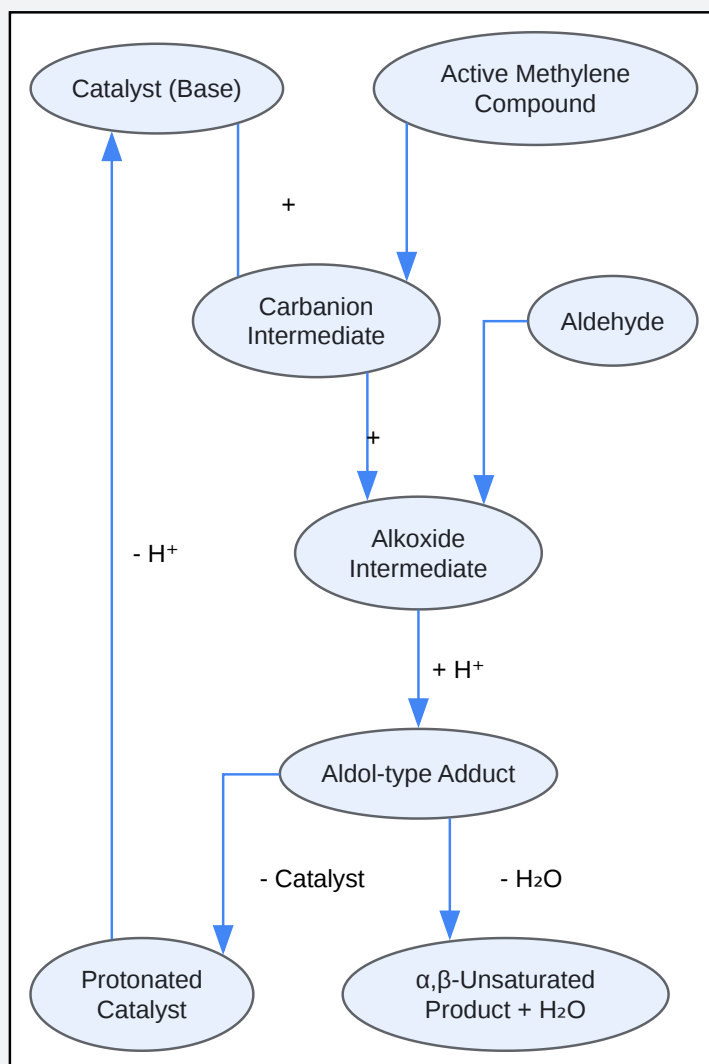 Catalyst (Base)
Active Methylene
Compound
+
Carbanion
Intermediate
Aldehyde
+
Alkoxide
Intermediate
- H⁺
+ H⁺
Aldol-type Adduct
- Catalyst
- H₂O
Protonated
Catalyst
α,β-Unsaturated
Product + H₂O